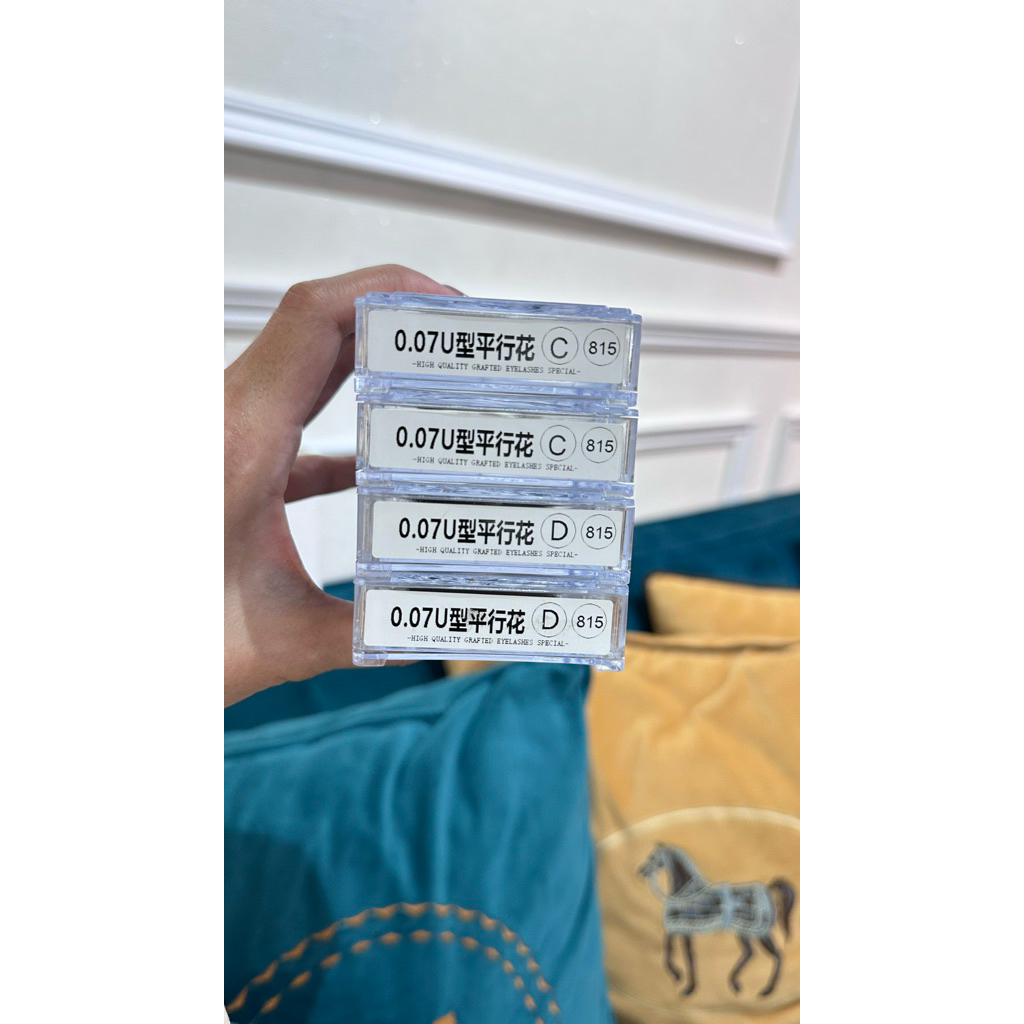 0.07U型平行花 C 815
-HIGH QUALITY GRAFTED EYELASHES SPECIAL-
0.07U型平行花 C 815
-HIGH QUALITY GRAFTED EYELASHES SPECIAL-
0.07U型平行花 D 815
-HIGH QUALITY GRAFTED EYELASHES SPECIAL-
0.07U型平行花 D 815
-HIGH QUALITY GRAFTED EYELASHES SPECIAL-